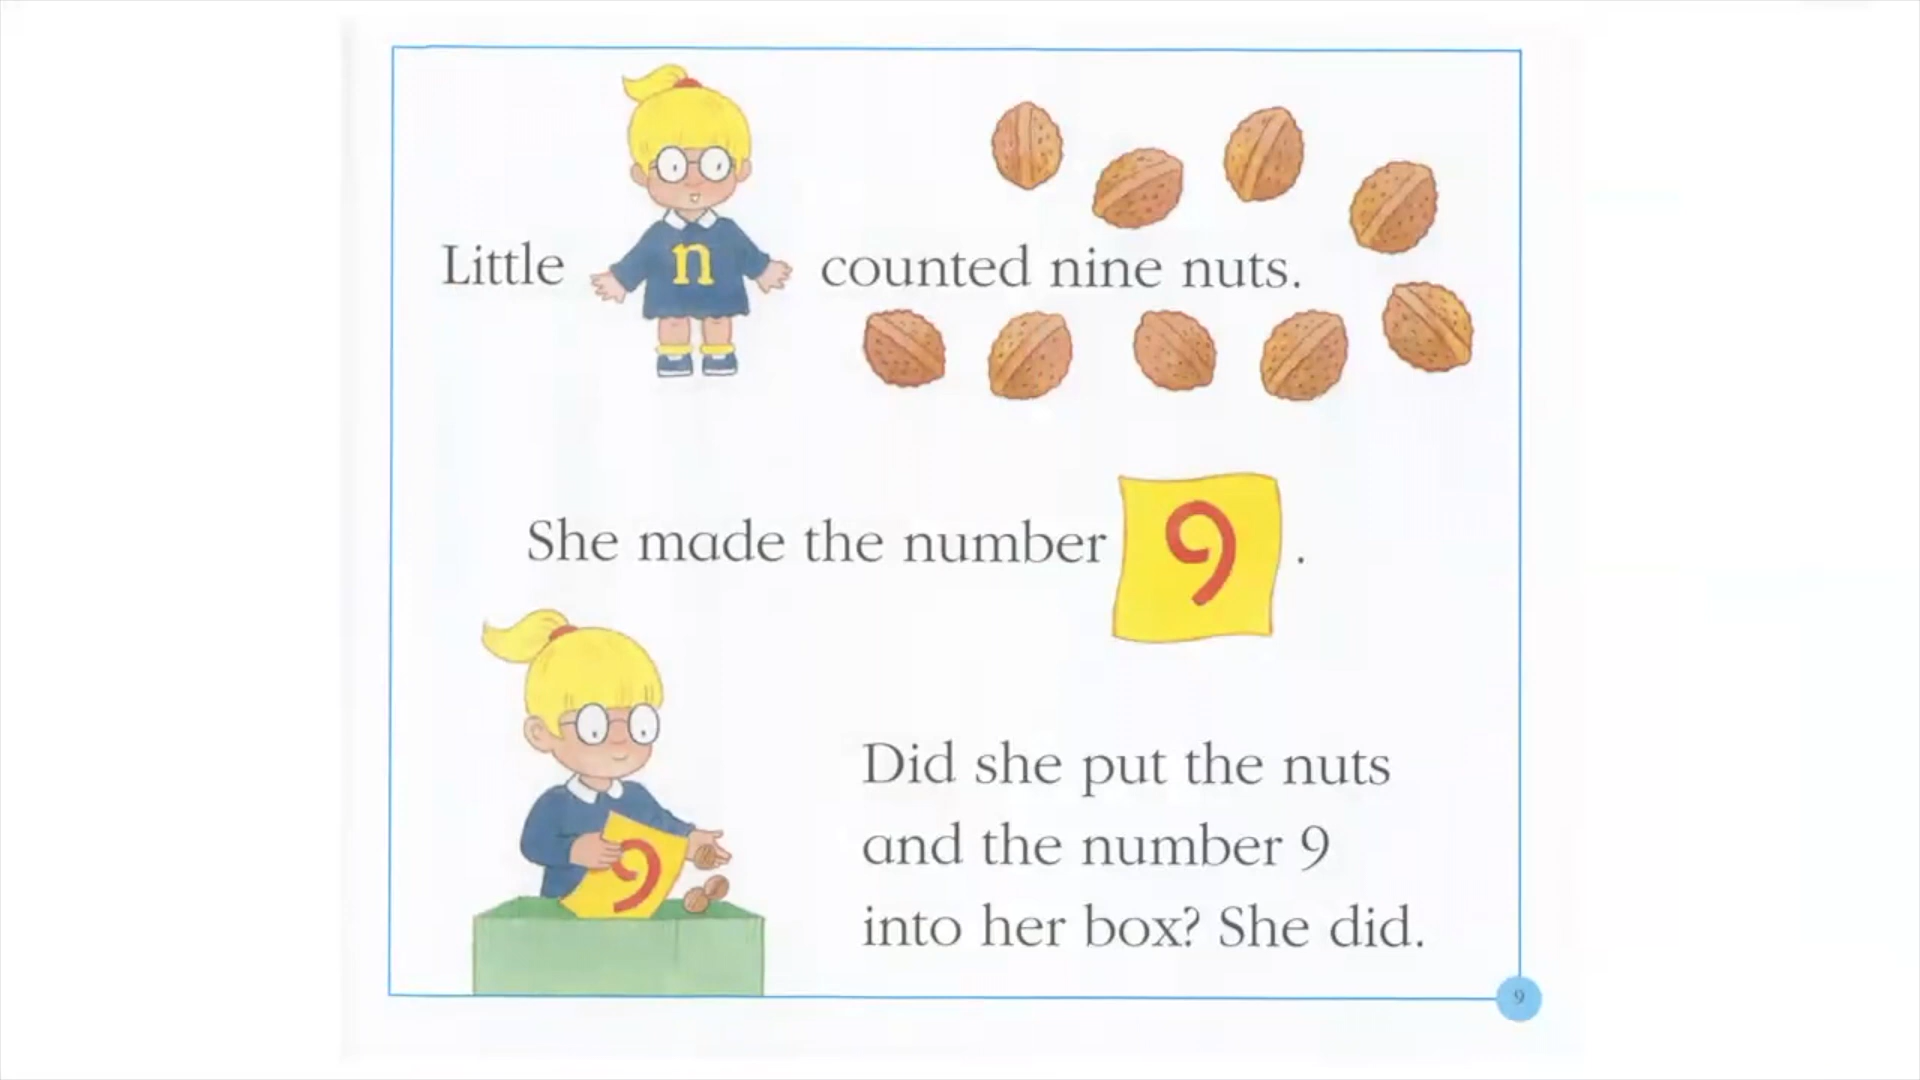 Little n counted nine nuts.
She made the number 9 .
9
Did she put the nuts
and the number 9
into her box? She did.
9